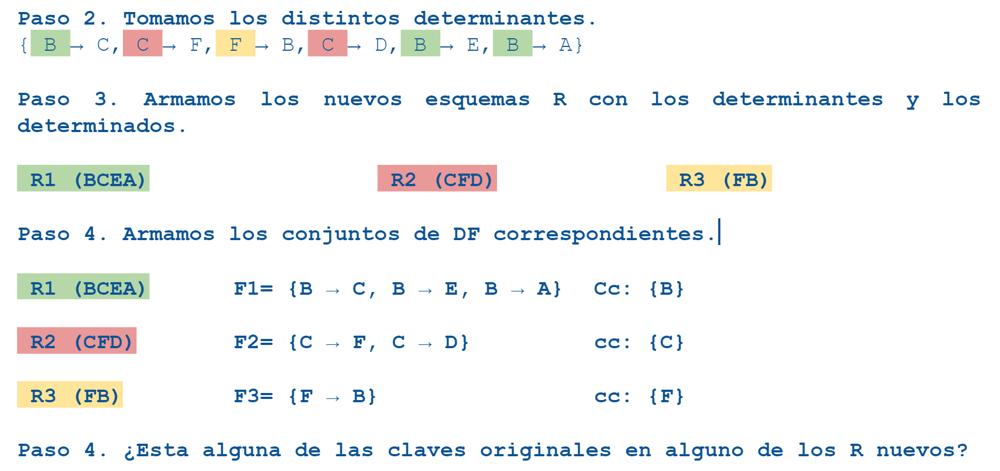 Paso 2. Tomamos los distintos determinantes.
{ B → C, C → F, F → B, C → D, B → E, B → A}
Paso 3. Armamos los nuevos esquemas R con los determinantes y los
determinados.
R1 (BCEA) R2 (CFD) R3 (FB)
Paso 4. Armamos los conjuntos de DF correspondientes.
R1 (BCEA) F1= {B → C, B → E, B → A} Cc: {B}
R2 (CFD) F2= {C → F, C → D} cc: {C}
R3 (FB) F3= {F → B} cc: {F}
Paso 4. ¿Esta alguna de las claves originales en alguno de los R nuevos?